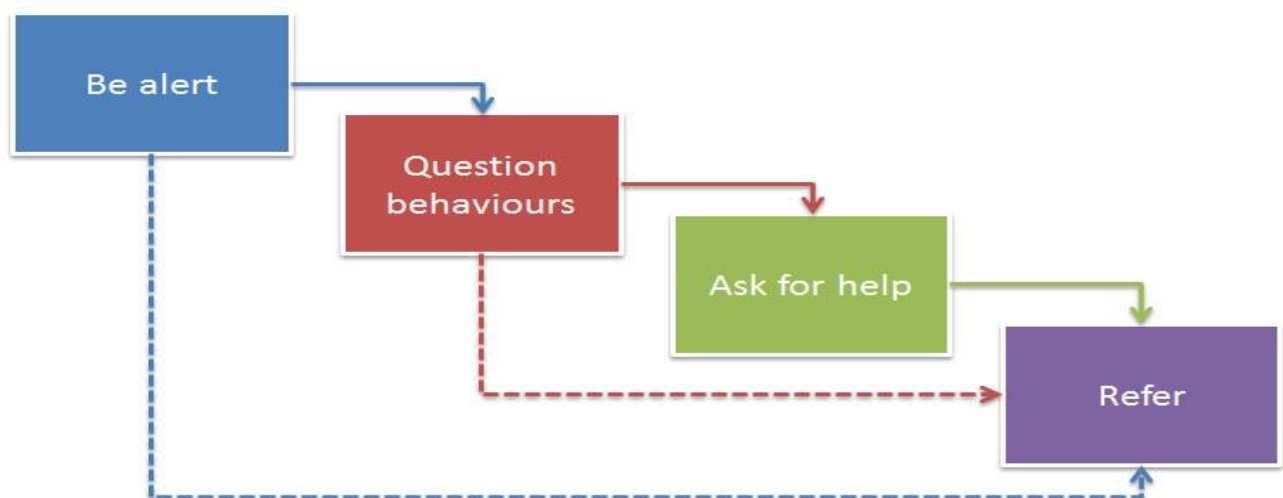 Be alert
Question
behaviours
Ask for help
Refer